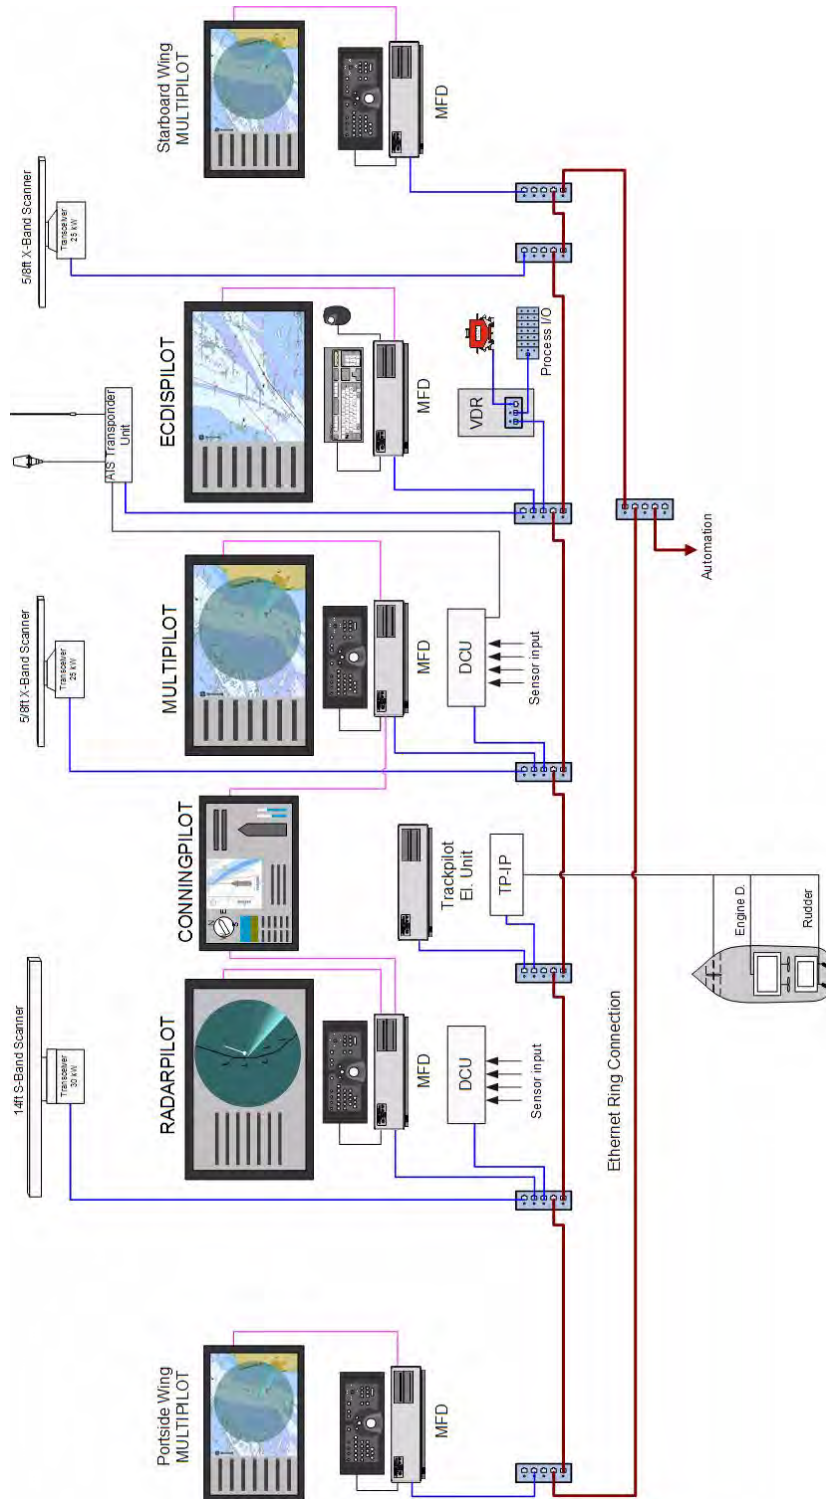 Starboard Wing
MULTIPILOT
MFD
5/8ft X-Band Scanner
Transceiver
25 kW
ECDISPILOT
MFD
AIS Transponder
Unit
VDR
Process I/O
Automation
5/8ft X-Band Scanner
Transceiver
25 kW
MULTIPILOT
MFD
DCU
Sensor input
CONNINGPILOT
N
E
S
Trackpilot
El. Unit
TP-IP
Engine D.
Rudder
14ft S-Band Scanner
Transceiver
30 kW
RADARPILOT
MFD
DCU
Sensor input
Ethernet Ring Connection
Portside Wing
MULTIPILOT
MFD